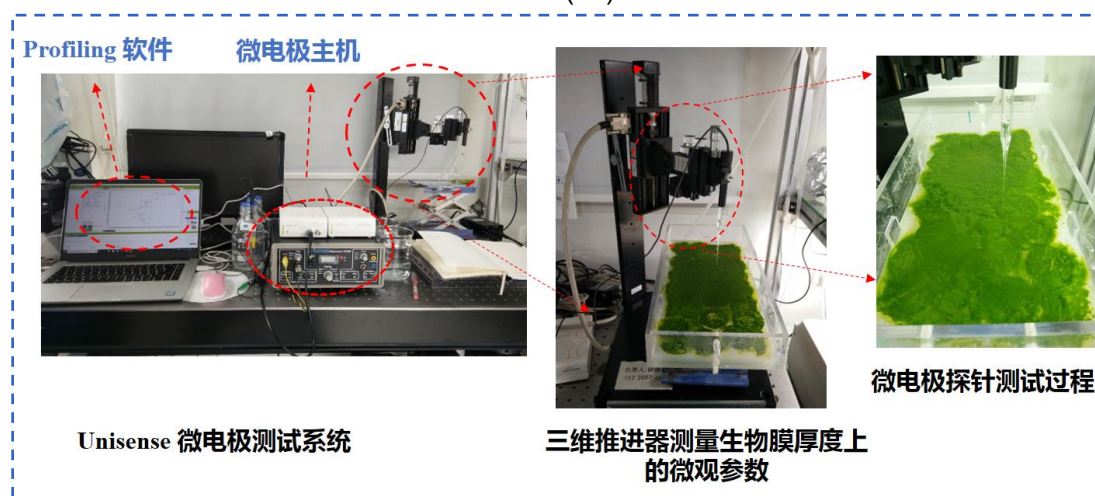 Profiling 软件
微电极主机
Unisense 微电极测试系统
三维推进器测量生物膜厚度上
的微观参数
微电极探针测试过程